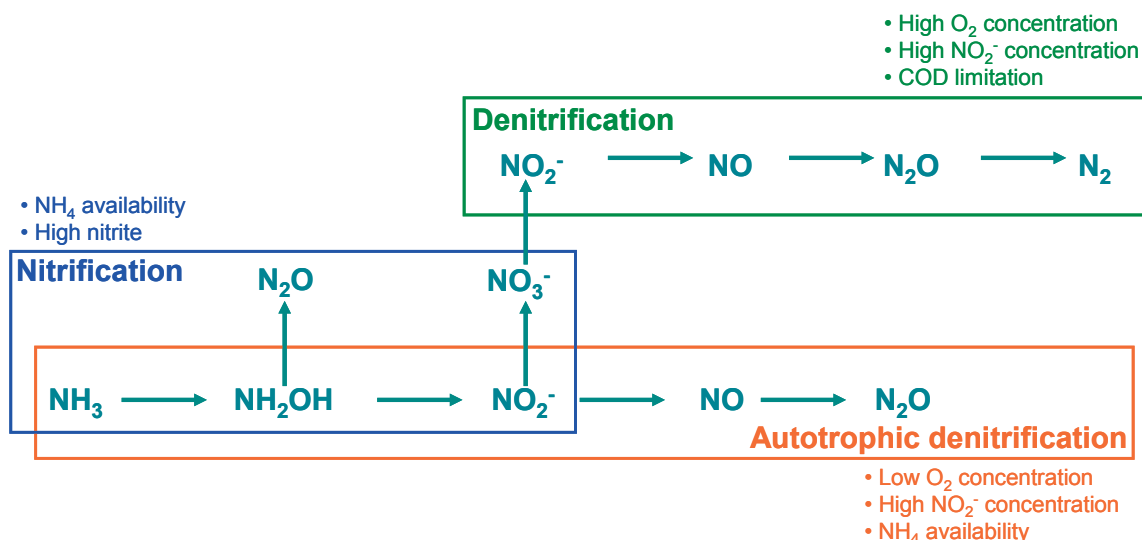 • High O₂ concentration
• High NO₂⁻ concentration
• COD limitation
Denitrification
NO₂⁻ NO N₂O N₂
• NH₄ availability
• High nitrite
Nitrification
N₂O NO₃⁻
NH₃ NH₂OH NO₂⁻ NO N₂O
Autotrophic denitrification
• Low O₂ concentration
• High NO₂⁻ concentration
• NH₄ availability